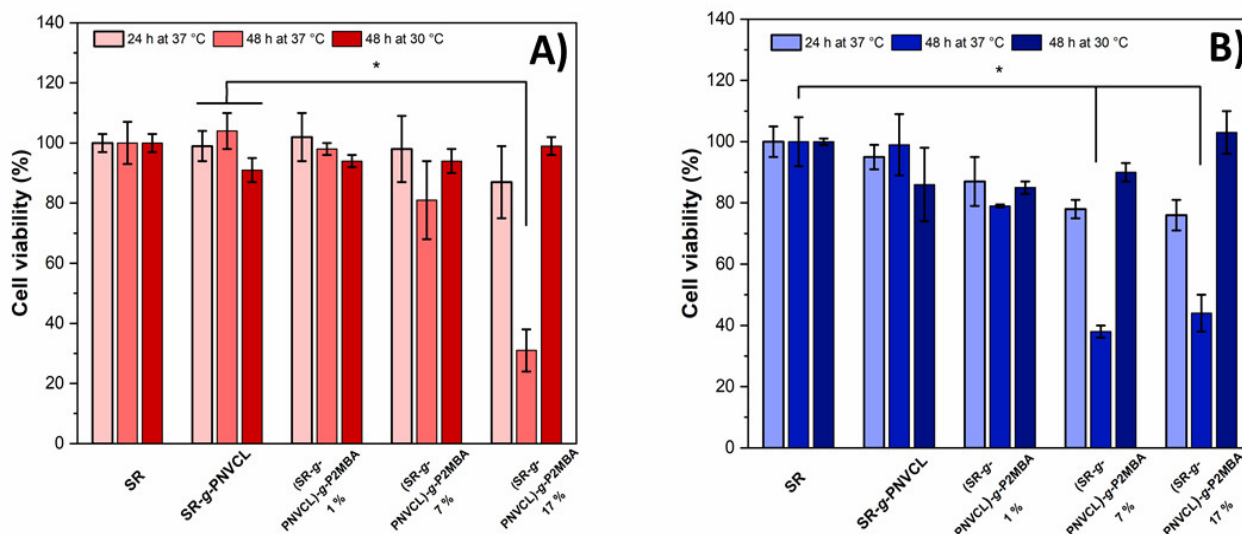 A)
24 h at 37 °C 48 h at 37 °C 48 h at 30 °C
*
Cell viability (%)
140
120
100
80
60
40
20
0
SR
SR-g-PNVCL
(SR-g-
PNVCL)-g-P2MBA
1 %
(SR-g-
PNVCL)-g-P2MBA
7 %
(SR-g-
PNVCL)-g-P2MBA
17 %
B)
24 h at 37 °C 48 h at 37 °C 48 h at 30 °C
*
Cell viability (%)
140
120
100
80
60
40
20
0
SR
SR-g-PNVCL
(SR-g-
PNVCL)-g-P2MBA
1 %
(SR-g-
PNVCL)-g-P2MBA
7 %
(SR-g-
PNVCL)-g-P2MBA
17 %